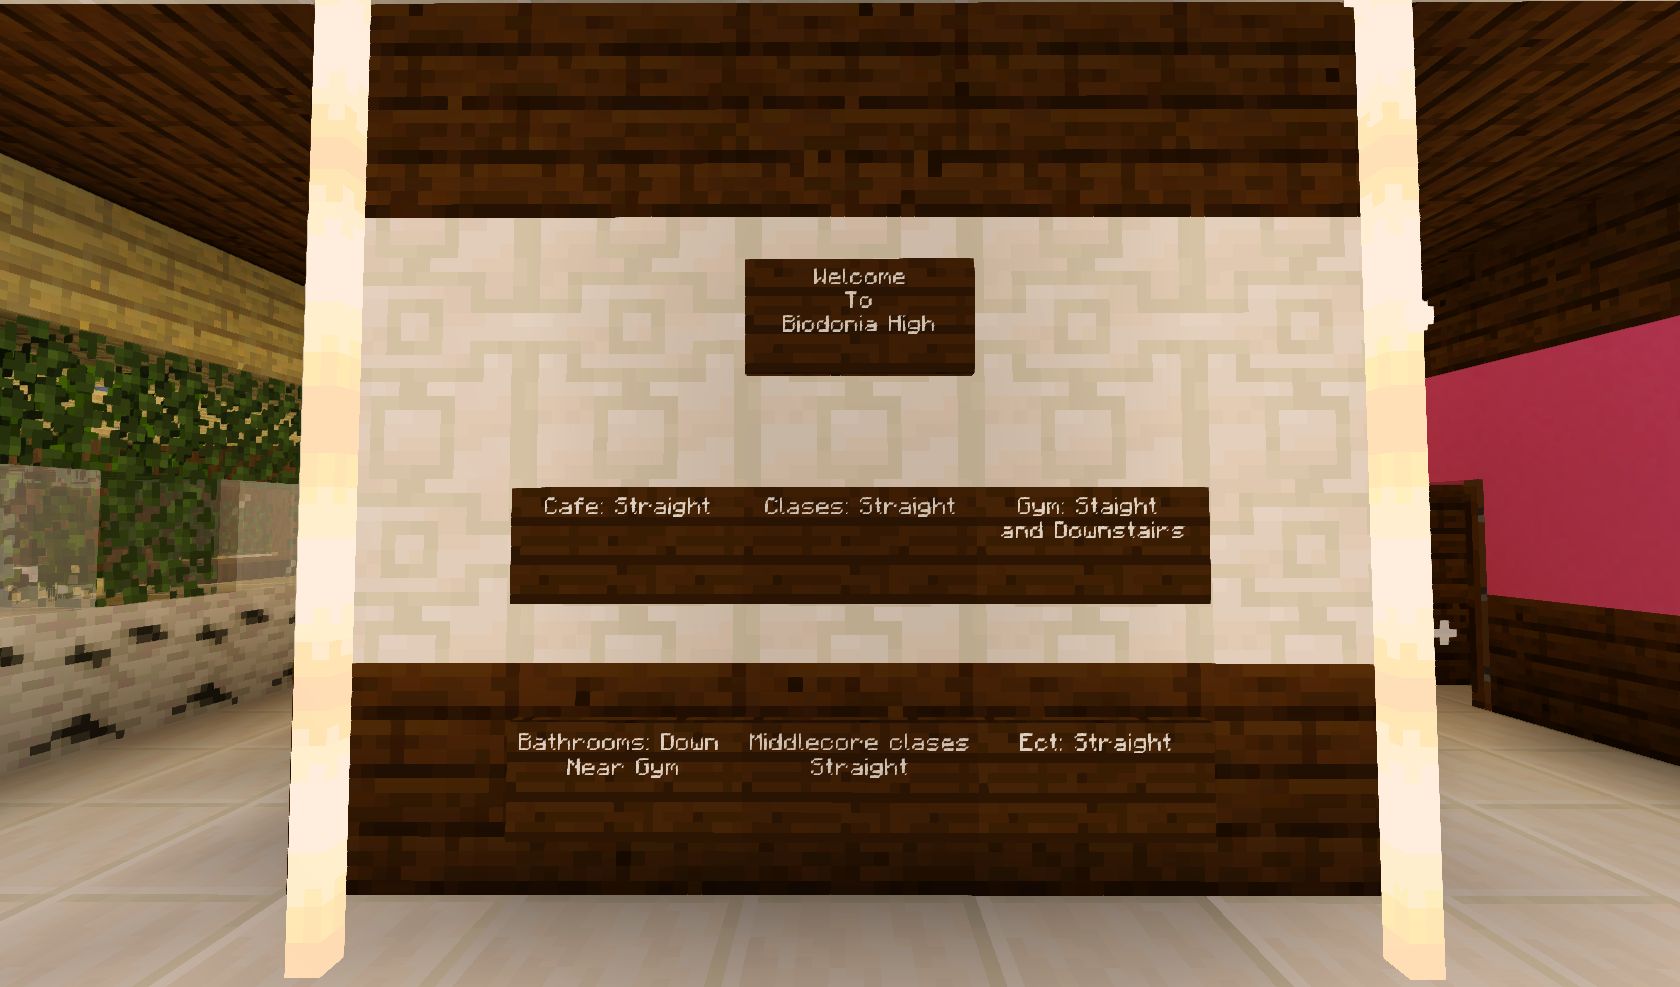 Welcome
To
Biodonia High
Cafe: Straight
Clases: Straight
Gym: Staight
and Downstairs
Bathrooms: Down
Near Gym
Middlecore clases
Straight
Ect: Straight